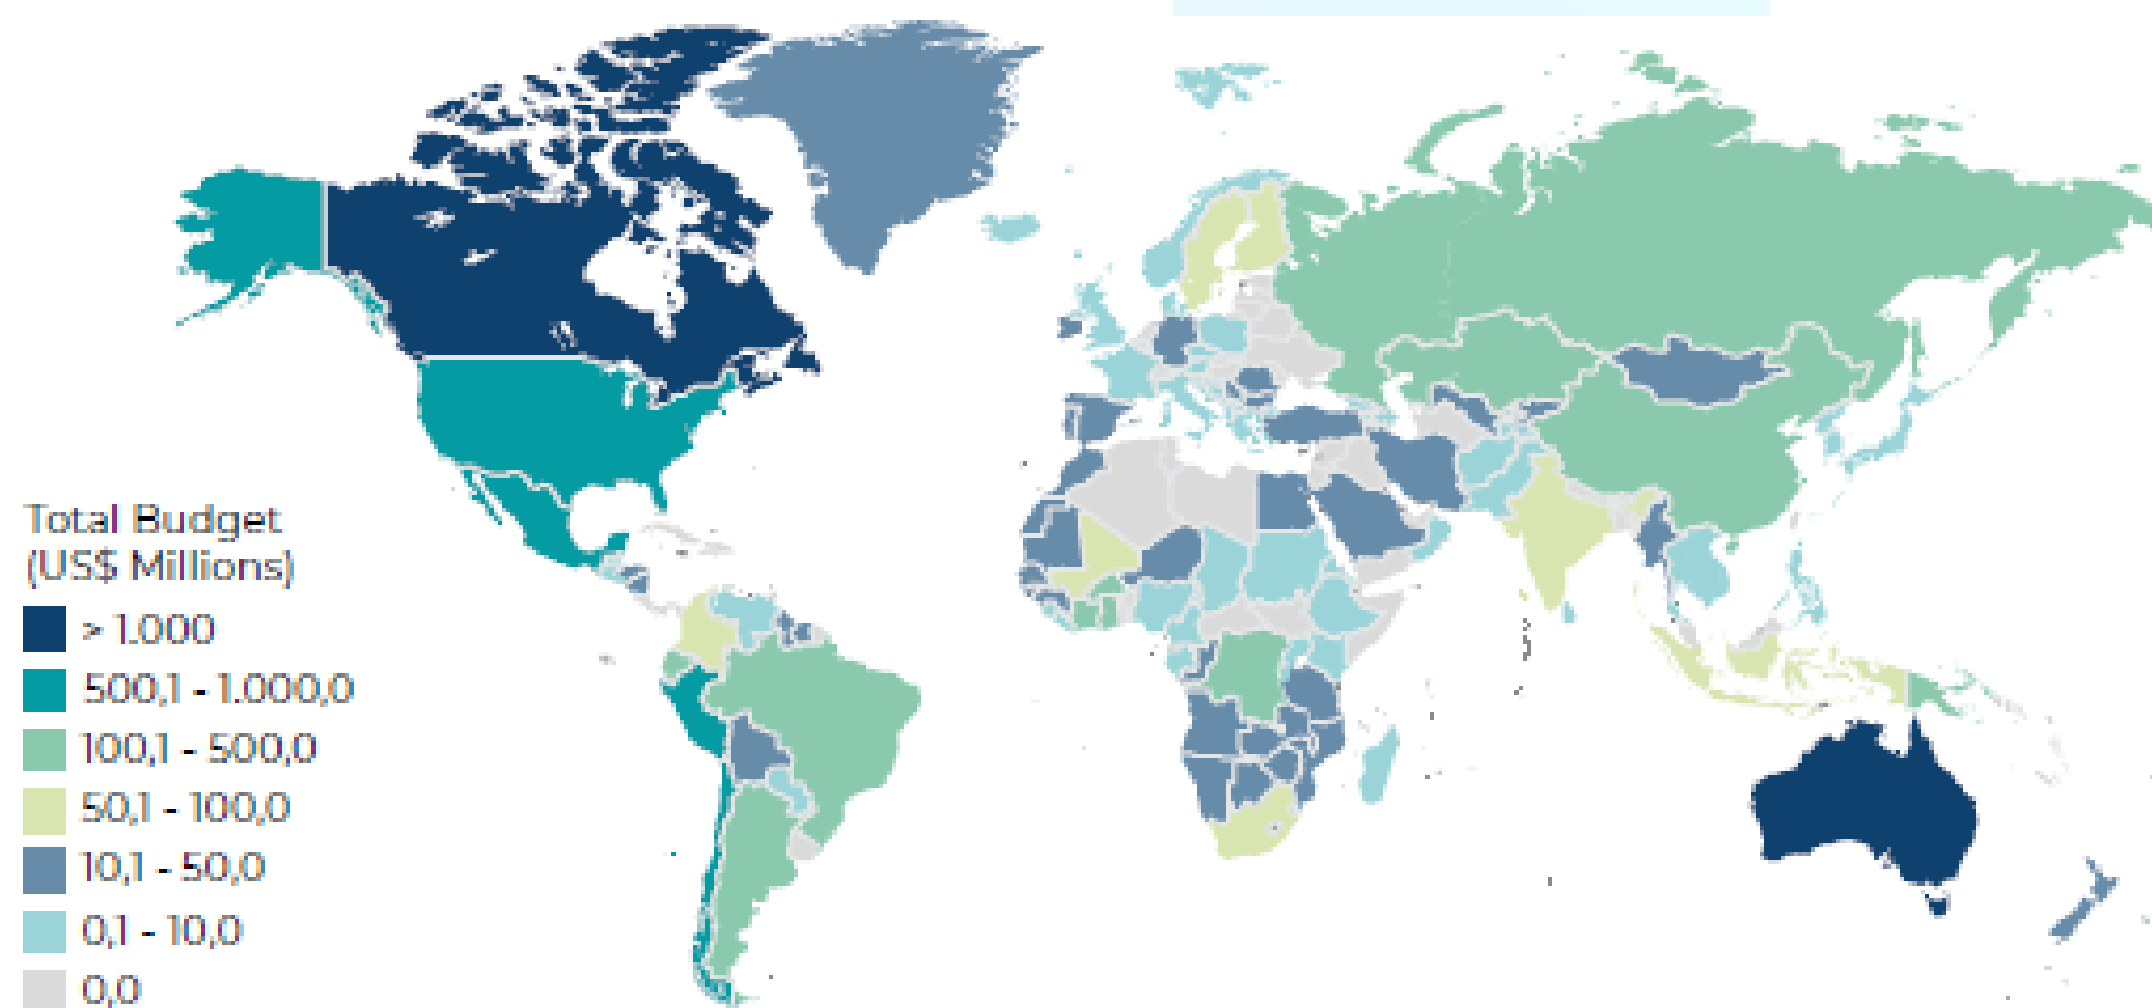 Total Budget
(US$ Millions)
> 1.000
500,1 - 1.000,0
100,1 - 500,0
50,1 - 100,0
10,1 - 50,0
0,1 - 10,0
0,0